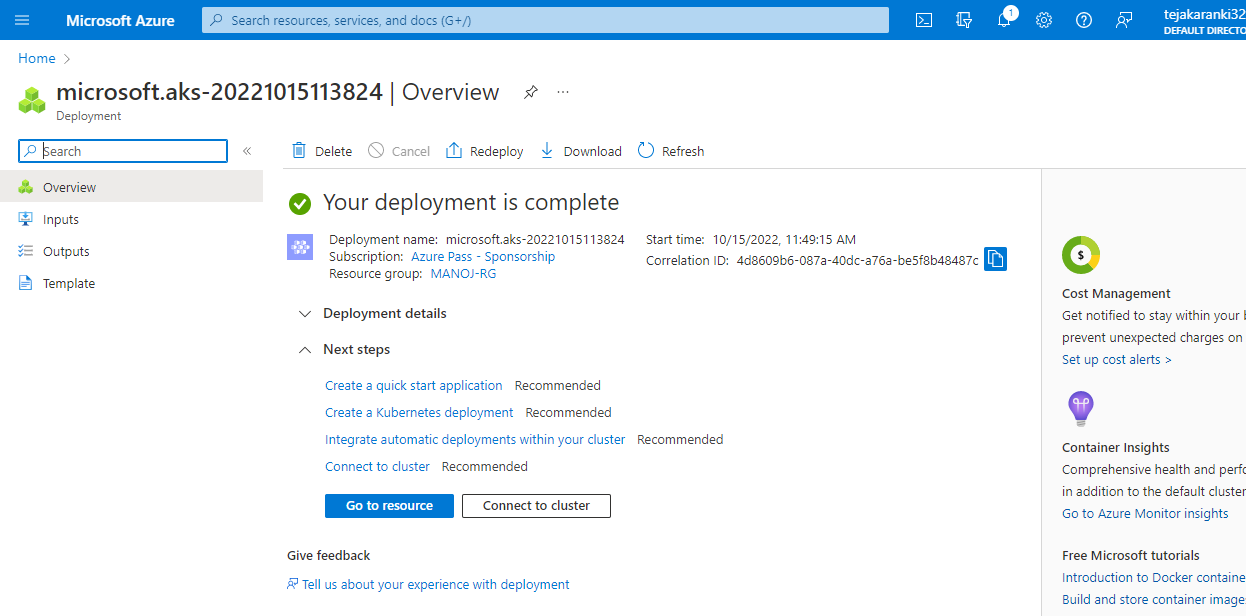 Microsoft Azure
Search resources, services, and docs (G+/)
1
tejakaranki32
DEFAULT DIRECTO
Home
microsoft.aks-20221015113824 | Overview
Deployment
Search
«
Delete
Cancel
Redeploy
Download
Refresh
Overview
Inputs
Outputs
Template
Your deployment is complete
Deployment name: microsoft.aks-20221015113824
Subscription: Azure Pass - Sponsorship
Resource group: MANOJ-RG
Start time: 10/15/2022, 11:49:15 AM
Correlation ID: 4d8609b6-087a-40dc-a76a-be5f8b48487c
Deployment details
Next steps
Create a quick start application Recommended
Create a Kubernetes deployment Recommended
Integrate automatic deployments within your cluster Recommended
Connect to cluster Recommended
Go to resource
Connect to cluster
Give feedback
Tell us about your experience with deployment
$
Cost Management
Get notified to stay within your b
prevent unexpected charges on
Set up cost alerts >
Container Insights
Comprehensive health and perfo
in addition to the default cluster
Go to Azure Monitor insights
Free Microsoft tutorials
Introduction to Docker containe
Build and store container image